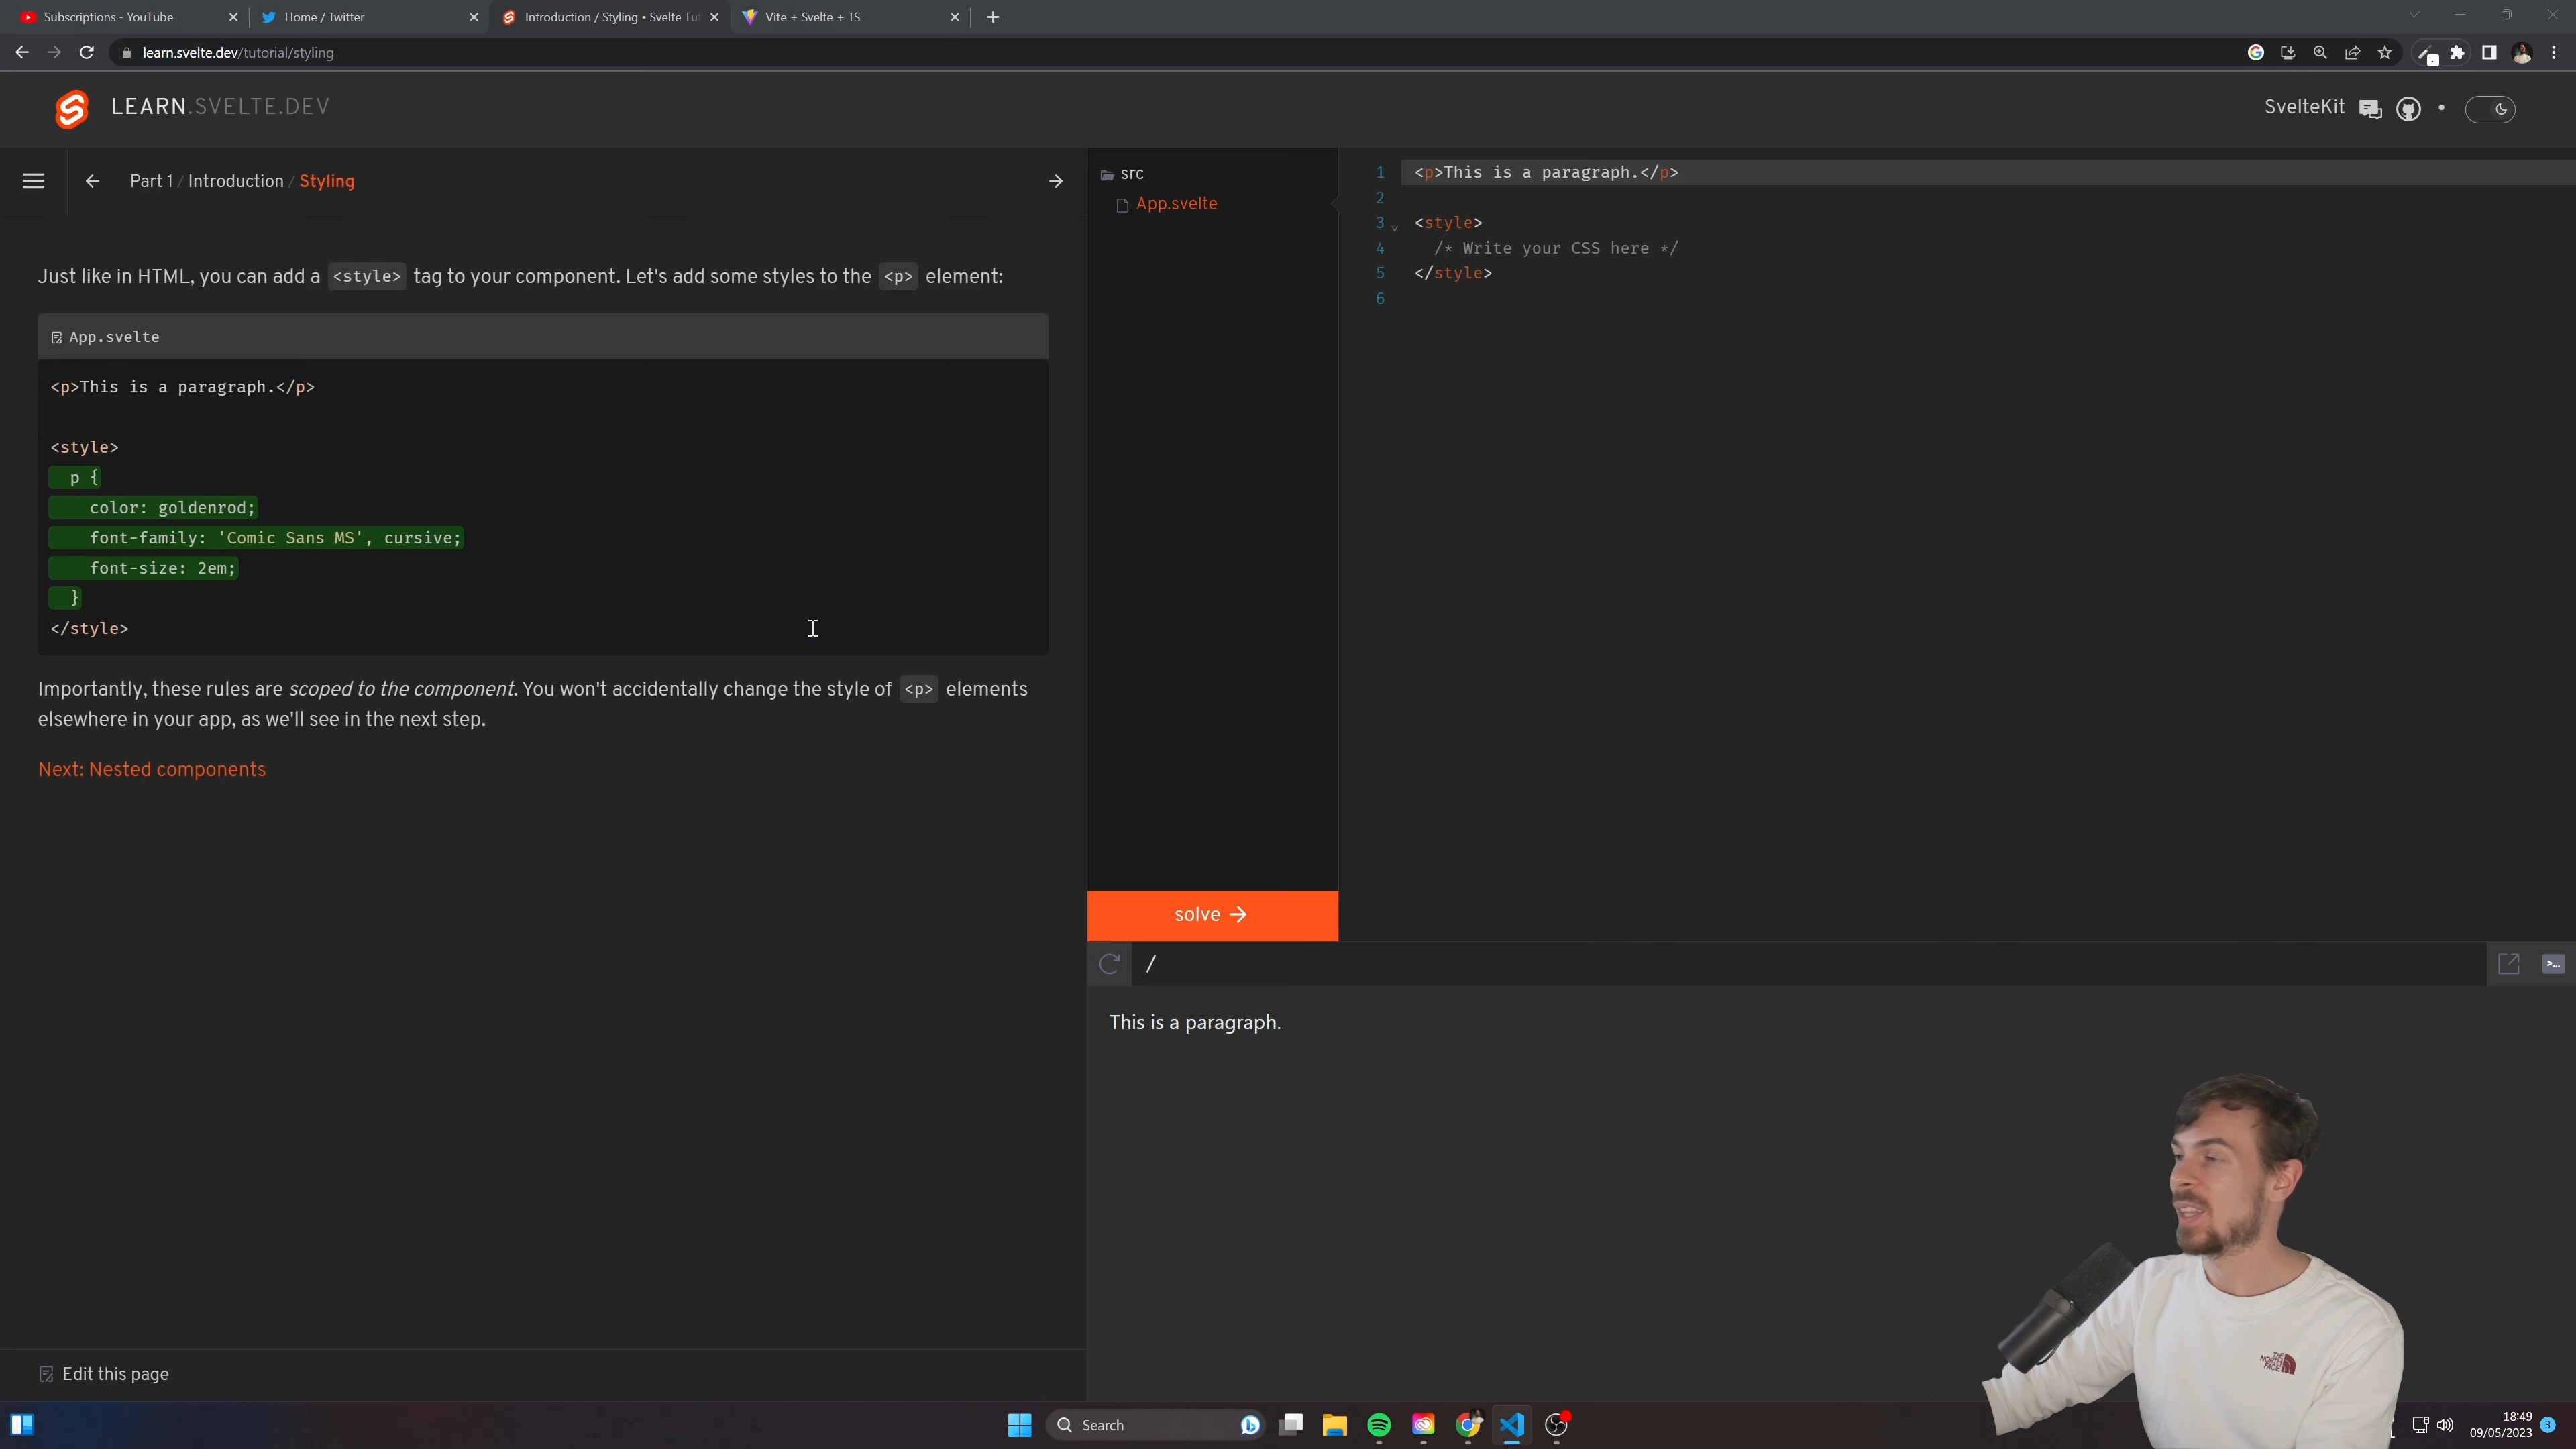 Subscriptions - YouTube
Home / Twitter
Introduction / Styling • Svelte Tut
Vite + Svelte + TS
learn.svelte.dev/tutorial/styling
LEARN.SVELTE.DEV
SvelteKit
Part 1 / Introduction / Styling
Just like in HTML, you can add a <style> tag to your component. Let's add some styles to the <p> element:
App.svelte
<p>This is a paragraph.</p>
<style>
p {
color: goldenrod;
font-family: 'Comic Sans MS', cursive;
font-size: 2em;
}
</style>
Importantly, these rules are scoped to the component. You won't accidentally change the style of <p> elements
elsewhere in your app, as we'll see in the next step.
Next: Nested components
Edit this page
src
App.svelte
solve
1 <p>This is a paragraph.</p>
2
3 <style>
4 /* Write your CSS here */
5 </style>
6
/
This is a paragraph.
THE NORTH FACE
Search
18:49
09/05/2023
3